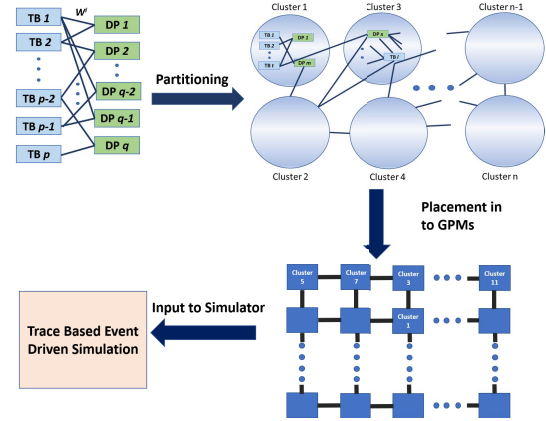 TB 1
W^i
DP 1
TB 2
DP 2
TB p-2
DP q-2
TB p-1
DP q-1
TB p
DP q
Partitioning
Cluster 1
Cluster 3
Cluster n-1
TB 1
DP 1
TB 2
TB t
DP m
DP x
TB l
Cluster 2
Cluster 4
Cluster n
Placement in
to GPMs
Cluster
5
Cluster
7
Cluster
3
Cluster
11
Cluster
1
Input to Simulator
Trace Based Event
Driven Simulation